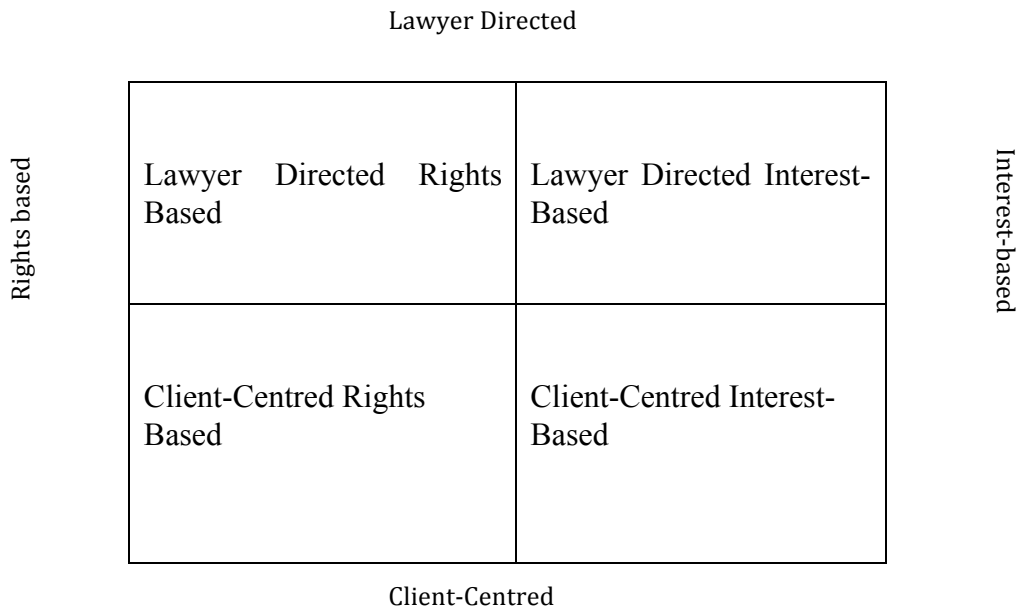 Lawyer Directed
Rights based
Lawyer Directed Rights
Based
Lawyer Directed Interest-
Based
Interest-based
Client-Centred Rights
Based
Client-Centred Interest-
Based
Client-Centred